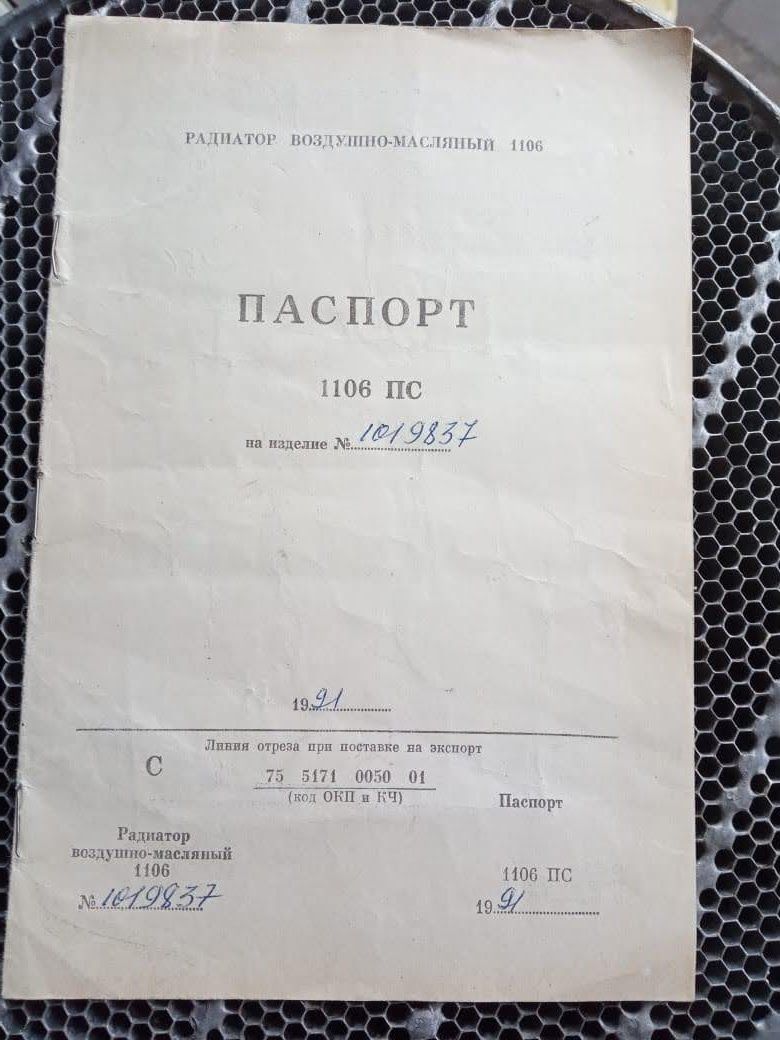 РАДИАТОР ВОЗДУШНО-МАСЛЯНЫЙ 1106
ПАСПОРТ
1106 ПС
на изделие №1019837
1991
Линия отреза при поставке на экспорт
С
75 5171 0050 01
(код ОКП и КЧ)
Паспорт
Радиатор
воздушно-масляный
1106
1106 ПС
№1019837
1991